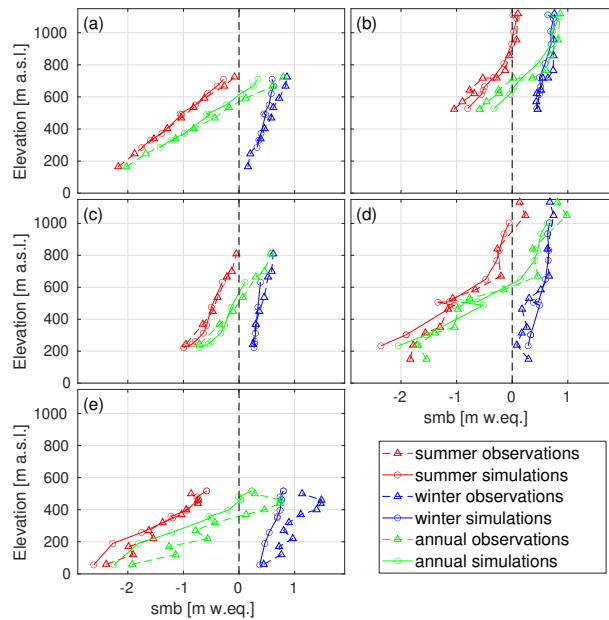 (a)
(b)
1000
800
600
400
200
0
Elevation [m a.s.l.]
(c)
(d)
1000
800
600
400
200
0
Elevation [m a.s.l.]
-2 -1 0 1
smb [m w.eq.]
(e)
1000
800
600
400
200
0
Elevation [m a.s.l.]
-2 -1 0 1
smb [m w.eq.]
summer observations
summer simulations
winter observations
winter simulations
annual observations
annual simulations